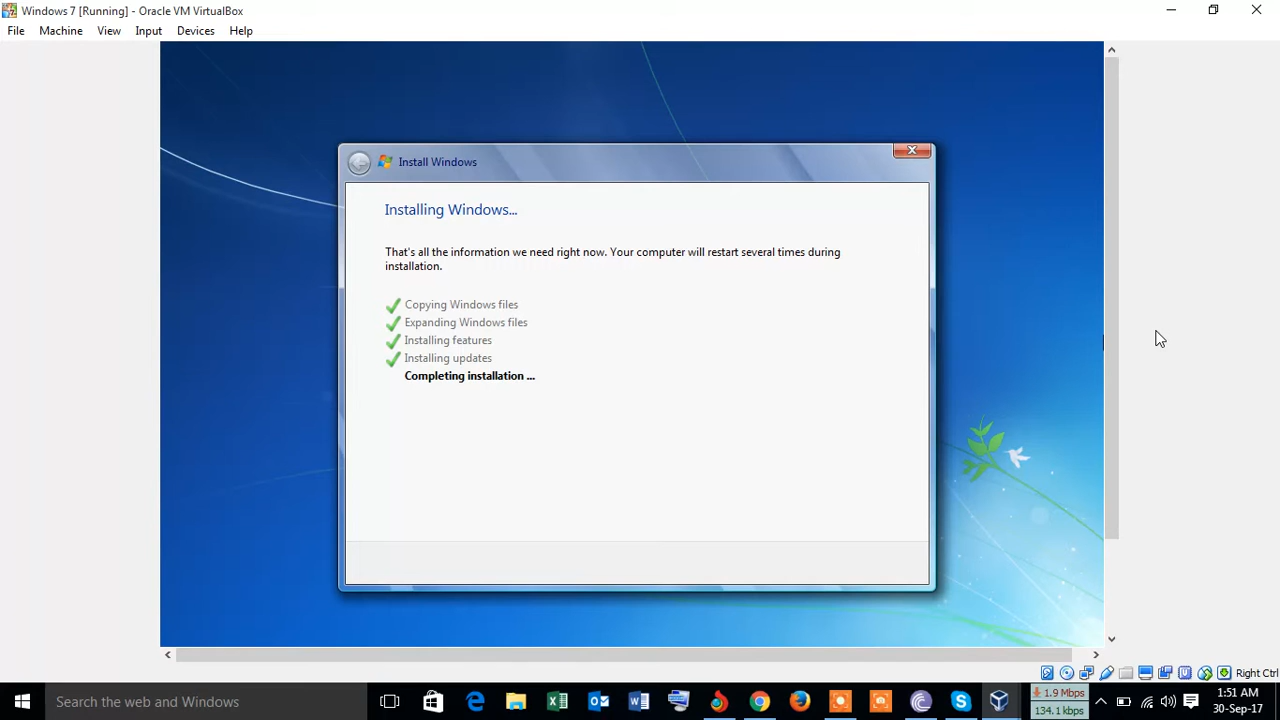 Windows 7 [Running] - Oracle VM VirtualBox
File Machine View Input Devices Help
Install Windows
Installing Windows...
That's all the information we need right now. Your computer will restart several times during
installation.
Copying Windows files
Expanding Windows files
Installing features
Installing updates
Completing installation ...
Right Ctrl
Search the web and Windows
1.9 Mbps
134.1 kbps
1:51 AM
30-Sep-17